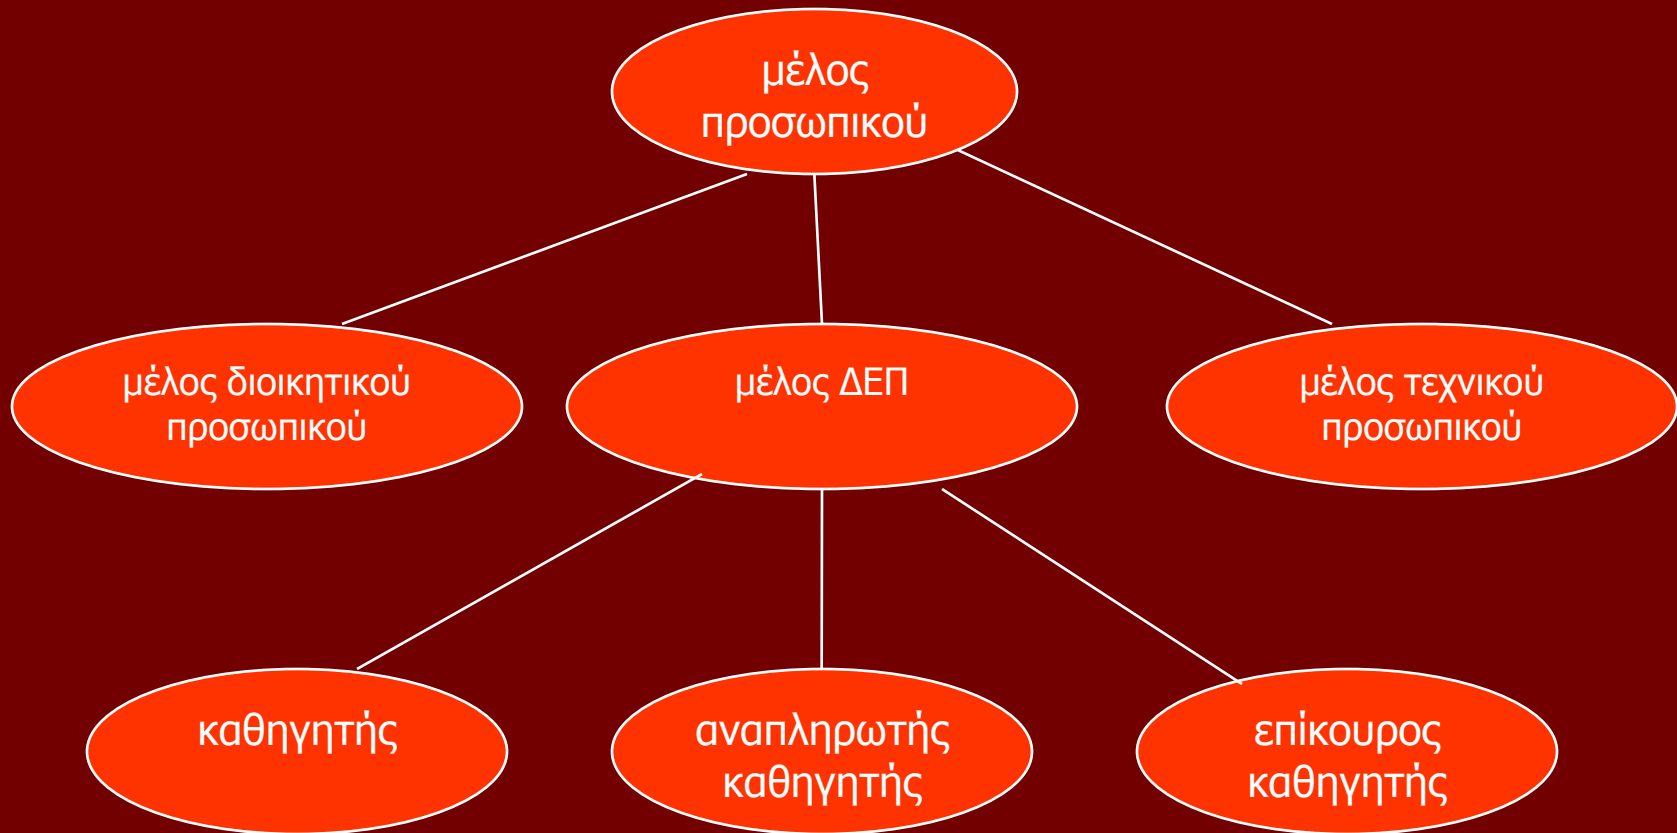 μέλος
προσωπικού
μέλος διοικητικού
προσωπικού
μέλος ΔΕΠ
μέλος τεχνικού
προσωπικού
καθηγητής
αναπληρωτής
καθηγητής
επίκουρος
καθηγητής